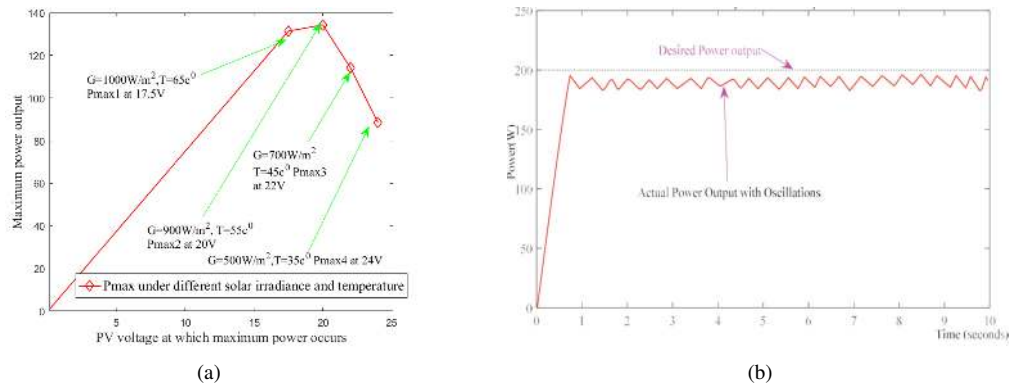 140
120
100
80
60
40
20
0
5
10
15
20
25
Maximum power output
PV voltage at which maximum power occurs
G=1000W/m²,T=65c⁰
Pmax1 at 17.5V
G=700W/m²
T=45c⁰ Pmax3
at 22V
G=900W/m², T=55c⁰
Pmax2 at 20V
G=500W/m²,T=35c⁰ Pmax4 at 24V
Pmax under different solar irradiance and temperature
(a)
250
200
150
100
50
0
Power(W)
Desired Power output
Actual Power Output with Oscillations
0
1
2
3
4
5
6
7
8
9
10
Time (seconds)
(b)